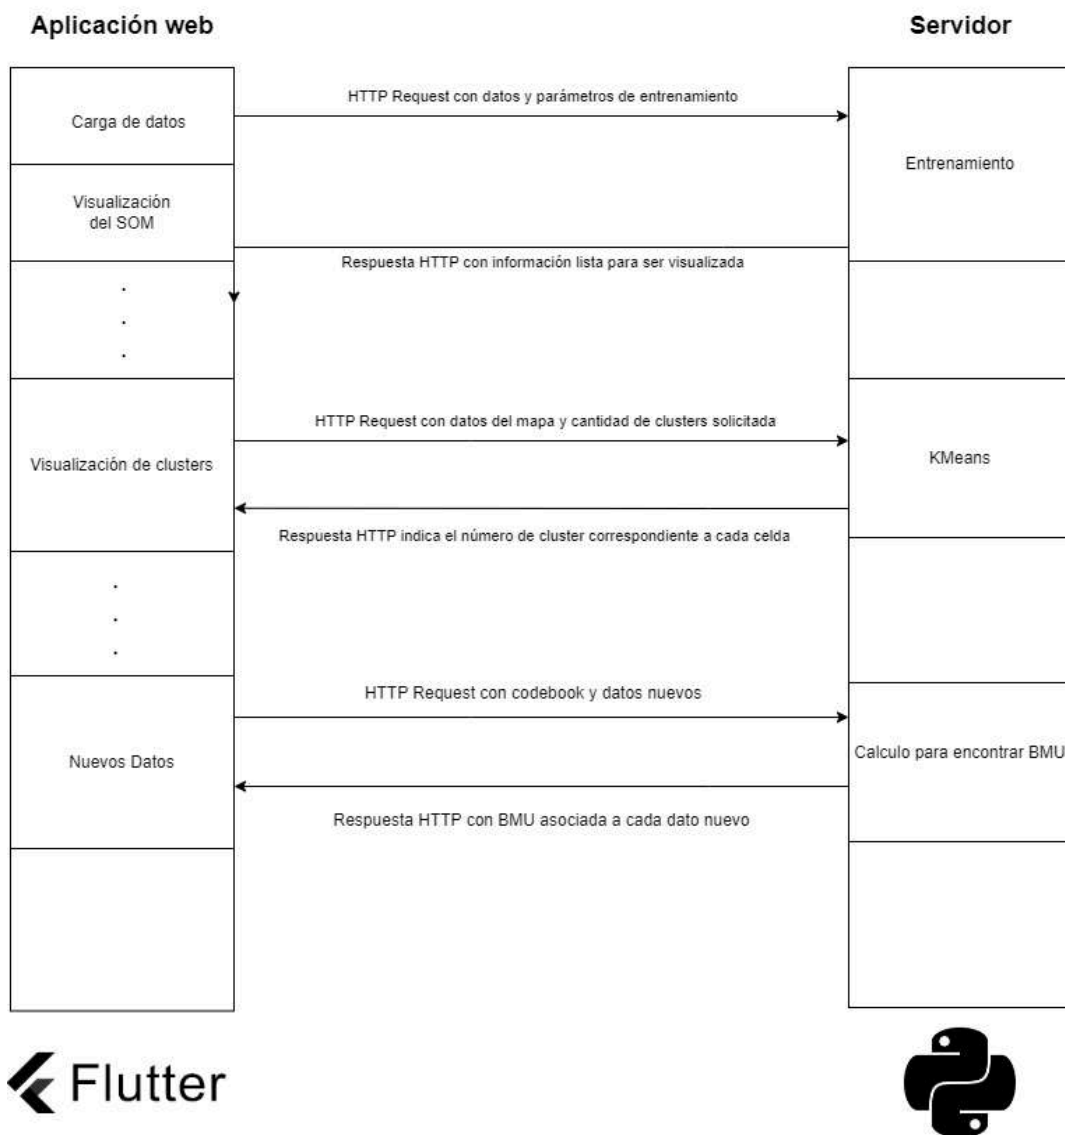 Aplicación web
Servidor
HTTP Request con datos y parámetros de entrenamiento
Carga de datos
Entrenamiento
Visualización
del SOM
Respuesta HTTP con información lista para ser visualizada
.
.
.
HTTP Request con datos del mapa y cantidad de clusters solicitada
Visualización de clusters
KMeans
Respuesta HTTP indica el número de cluster correspondiente a cada celda
.
.
.
HTTP Request con codebook y datos nuevos
Nuevos Datos
Calculo para encontrar BMU
Respuesta HTTP con BMU asociada a cada dato nuevo
Flutter